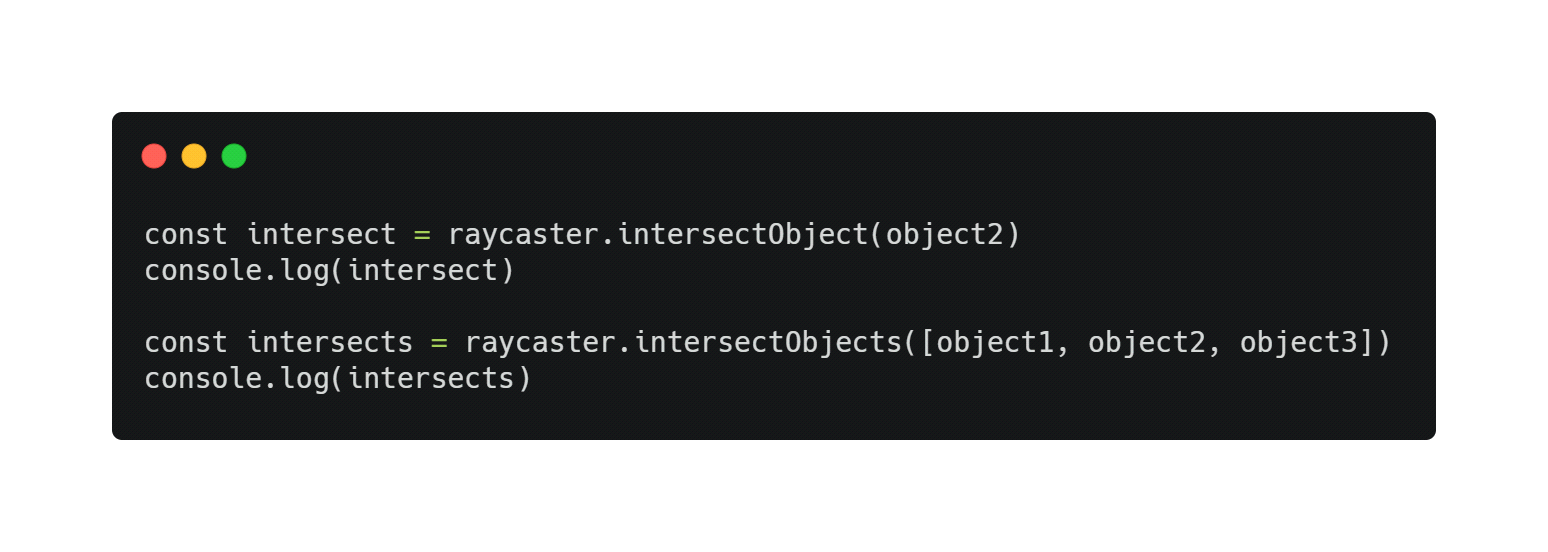 const intersect = raycaster.intersectObject(object2)
console.log(intersect)

const intersects = raycaster.intersectObjects([object1, object2, object3])
console.log(intersects)